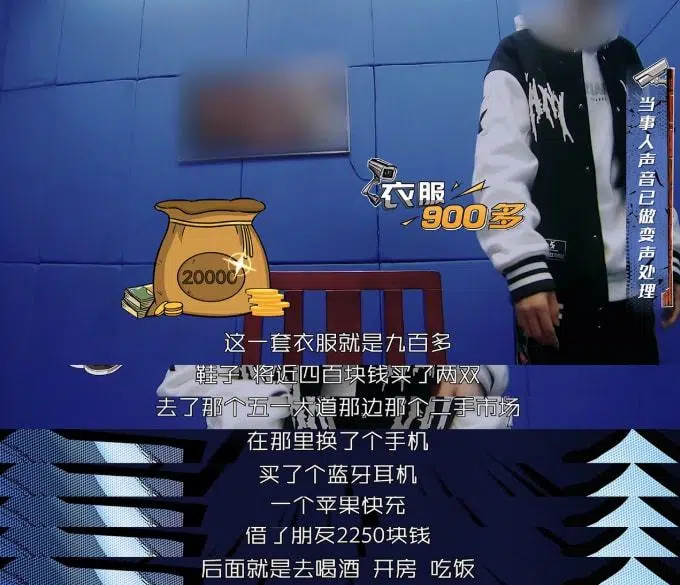 当事人声音已做变声处理
衣服
900多
20000
这一套衣服就是九百多
鞋子 将近四百块钱买了两双
去了那个五一大道那边那个二手市场
在那里换了个手机
买了个蓝牙耳机
一个苹果快充
借了朋友2250块钱
后面就是去喝酒 开房 吃饭